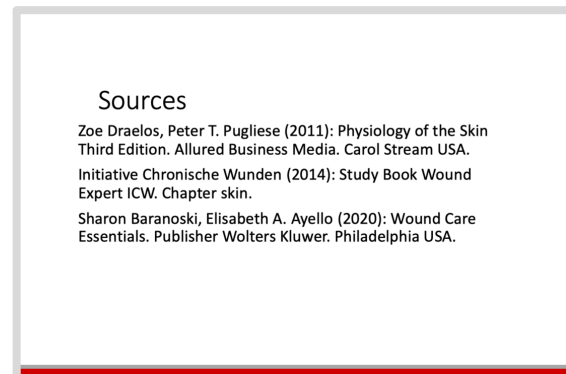 Sources
Zoe Draelos, Peter T. Pugliese (2011): Physiology of the Skin
Third Edition. Allured Business Media. Carol Stream USA.
Initiative Chronische Wunden (2014): Study Book Wound
Expert ICW. Chapter skin.
Sharon Baranoski, Elisabeth A. Ayello (2020): Wound Care
Essentials. Publisher Wolters Kluwer. Philadelphia USA.